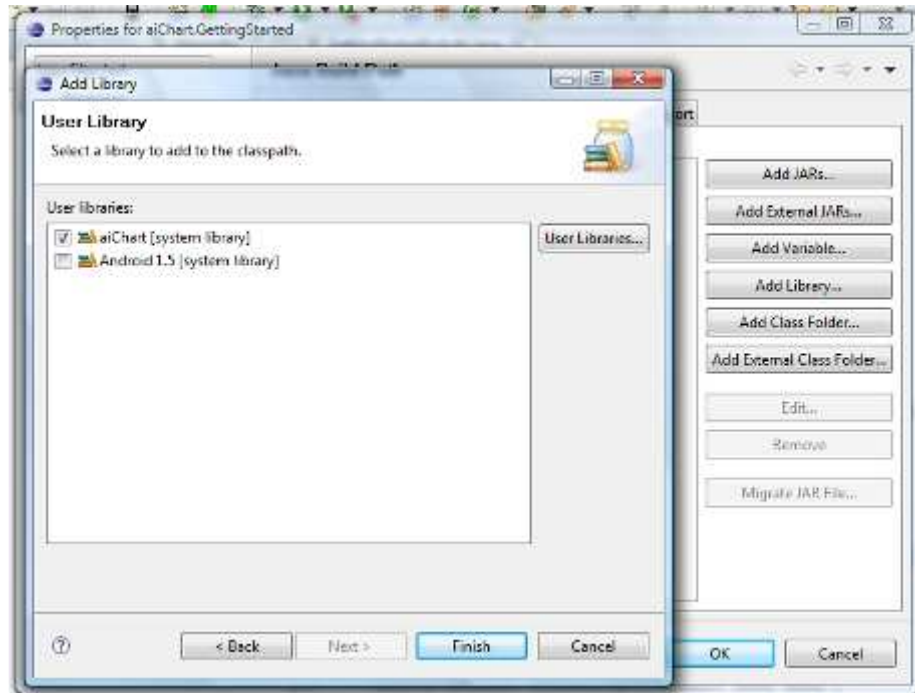 Properties for aiChart.GettingStarted
Add Library
User Library
Select a library to add to the classpath.
User libraries:
aiChart [system library]
Android 1.5 [system library]
User Libraries...
Add JARs...
Add External JARs...
Add Variable...
Add Library...
Add Class Folder...
Add External Class Folder...
Edit...
Remove
Migrate JAR File...
< Back
Next >
Finish
Cancel
OK
Cancel